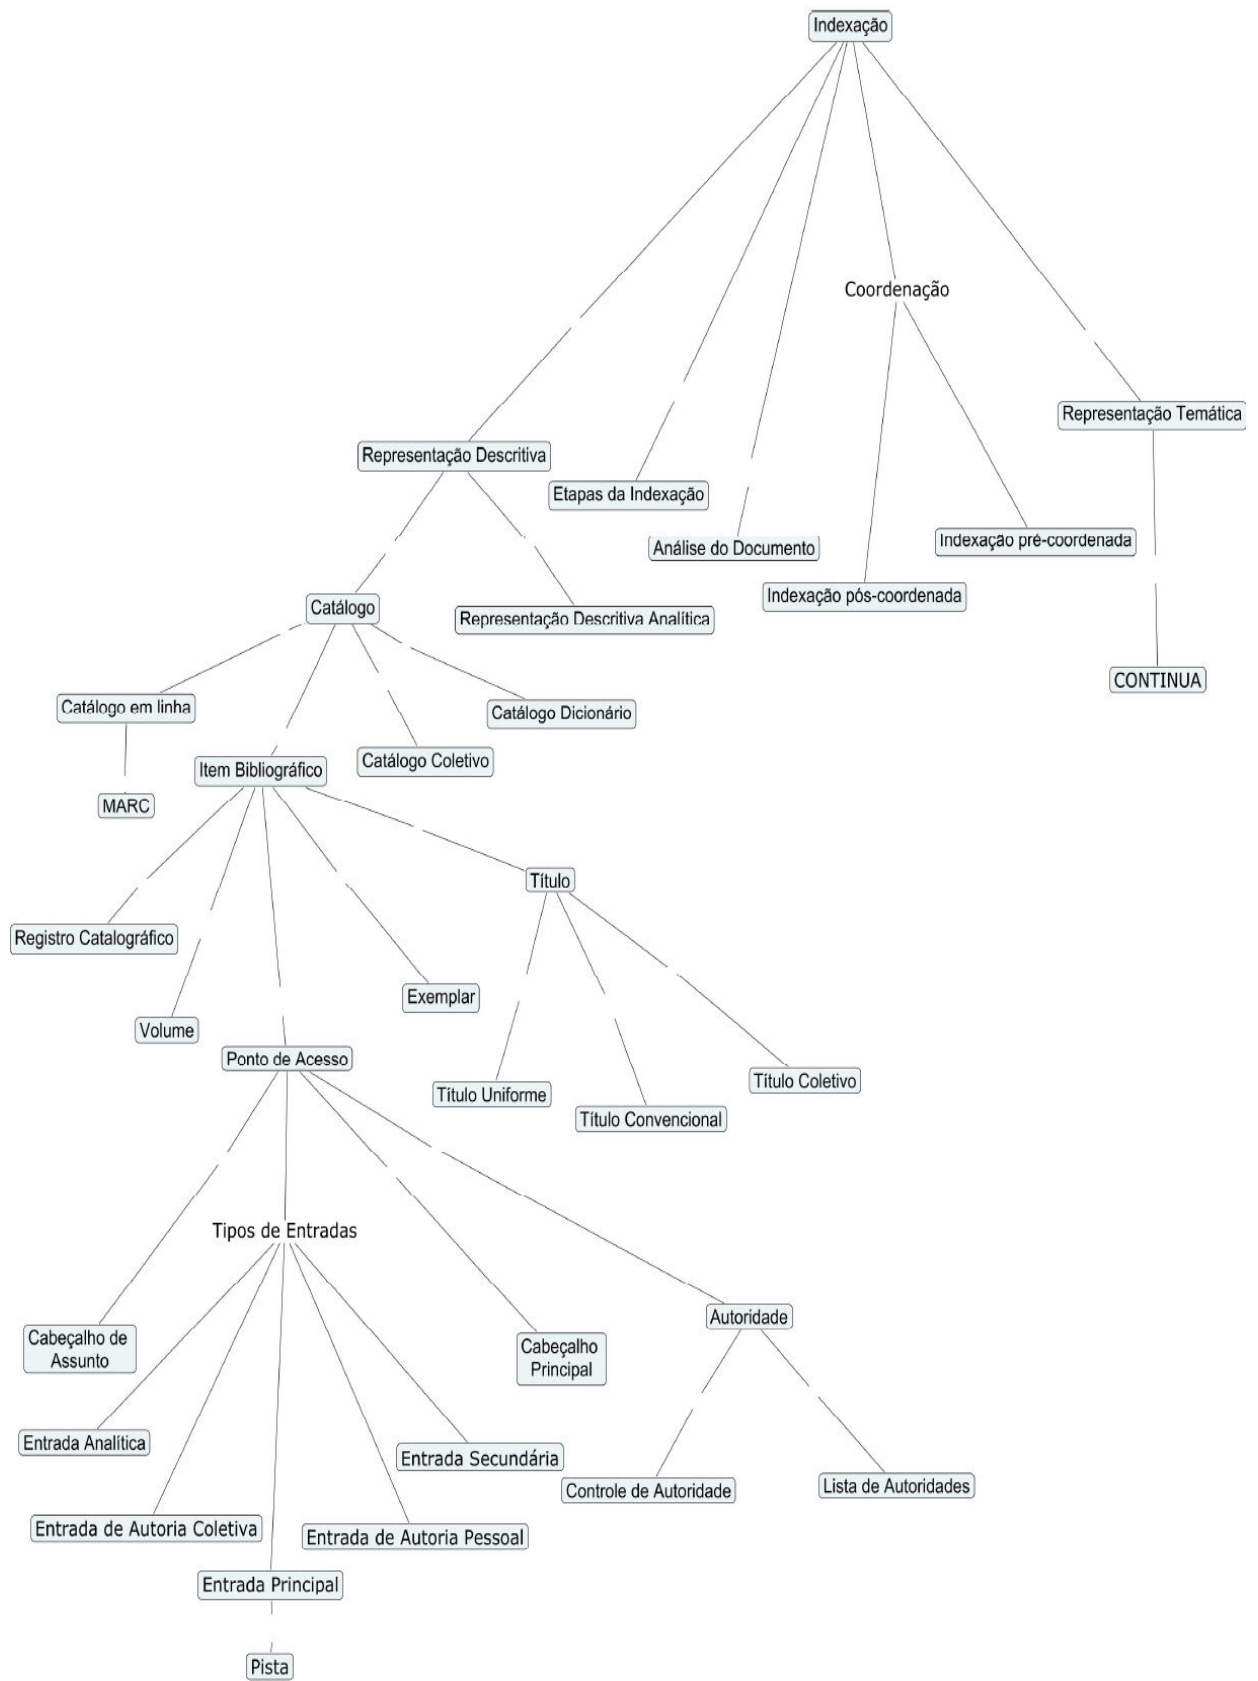 Indexação
Coordenação
Representação Temática
Representação Descritiva
Etapas da Indexação
Análise do Documento
Indexação pré-coordenada
Indexação pós-coordenada
Catálogo
Representação Descritiva Analítica
CONTINUA
Catálogo em linha
Catálogo Dicionário
Catálogo Coletivo
Item Bibliográfico
MARC
Título
Registro Catalográfico
Exemplar
Volume
Ponto de Acesso
Título Coletivo
Título Uniforme
Título Convencional
Tipos de Entradas
Autoridade
Cabeçalho de
Assunto
Cabeçalho
Principal
Entrada Analítica
Entrada Secundária
Controle de Autoridade
Lista de Autoridades
Entrada de Autoria Coletiva
Entrada de Autoria Pessoal
Entrada Principal
Pista